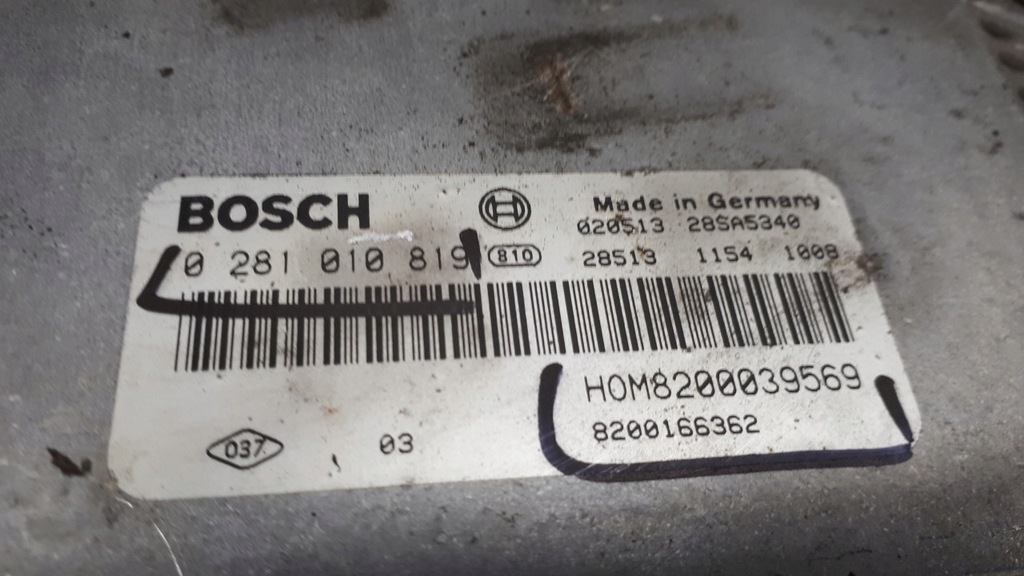 BOSCH
Made in Germany
020513 28SA5340
0 281 010 819 810
28513 1154 1008
HOM8200039569
8200166362
037 03